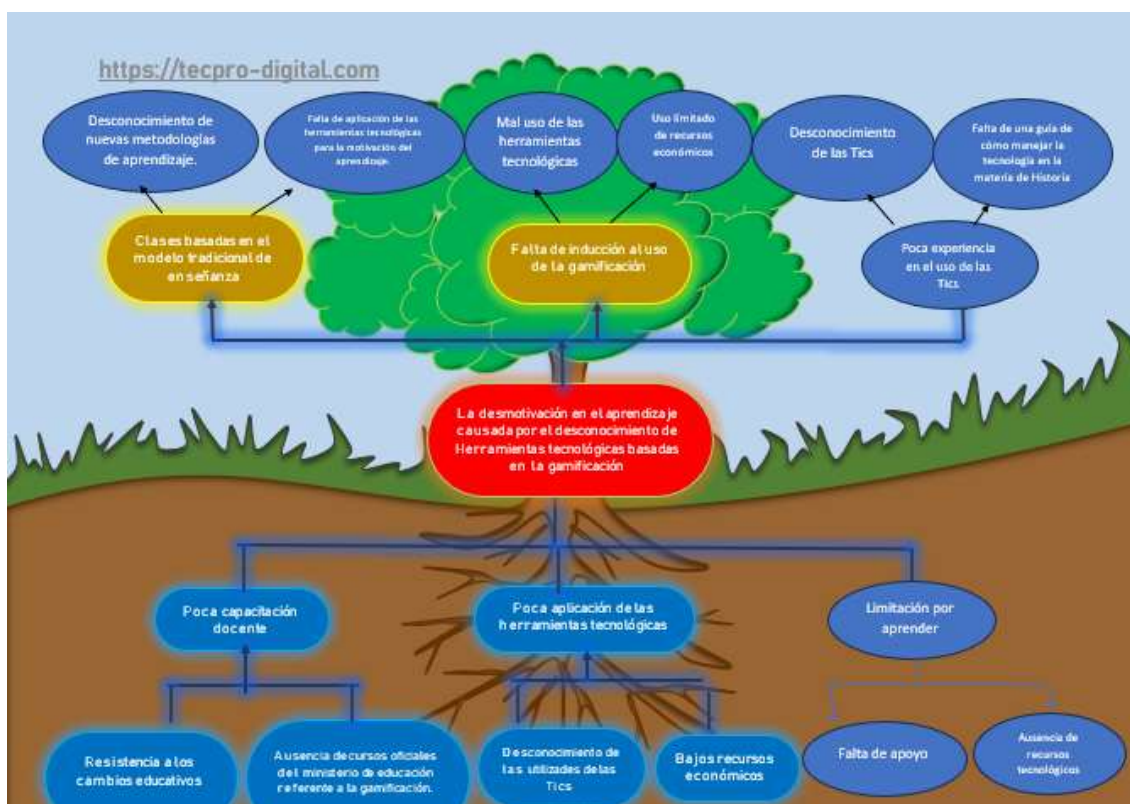 https://tecpro-digital.com
Desconocimiento de
nuevas metodologías
de aprendizaje.
Falta de aplicación de las
herramientas tecnológicas
para la motivación del
aprendizaje.
Mal uso de las
herramientas
tecnológicas
Uso limitado
de recursos
económicos
Desconocimiento
de las Tics
Falta de una guía de
cómo manejar la
tecnología en la
materia de Historia
Clases basadas en el
modelo tradicional de
en señanza
Falta de inducción al uso
de la gamificación
Poca experiencia
en el uso de las
Tics
La desmotivación en el aprendizaje
causada por el desconocimiento de
Herramientas tecnológicas basadas
en la gamificación
Poca capacitación
docente
Poca aplicación de las
herramientas tecnológicas
Limitación por
aprender
Resistencia a los
cambios educativos
Ausencia de cursos oficiales
del ministerio de educación
referente a la gamificación.
Desconocimiento de
las utilizades de las
Tics
Bajos recursos
económicos
Falta de apoyo
Ausencia de
recursos
tecnológicos